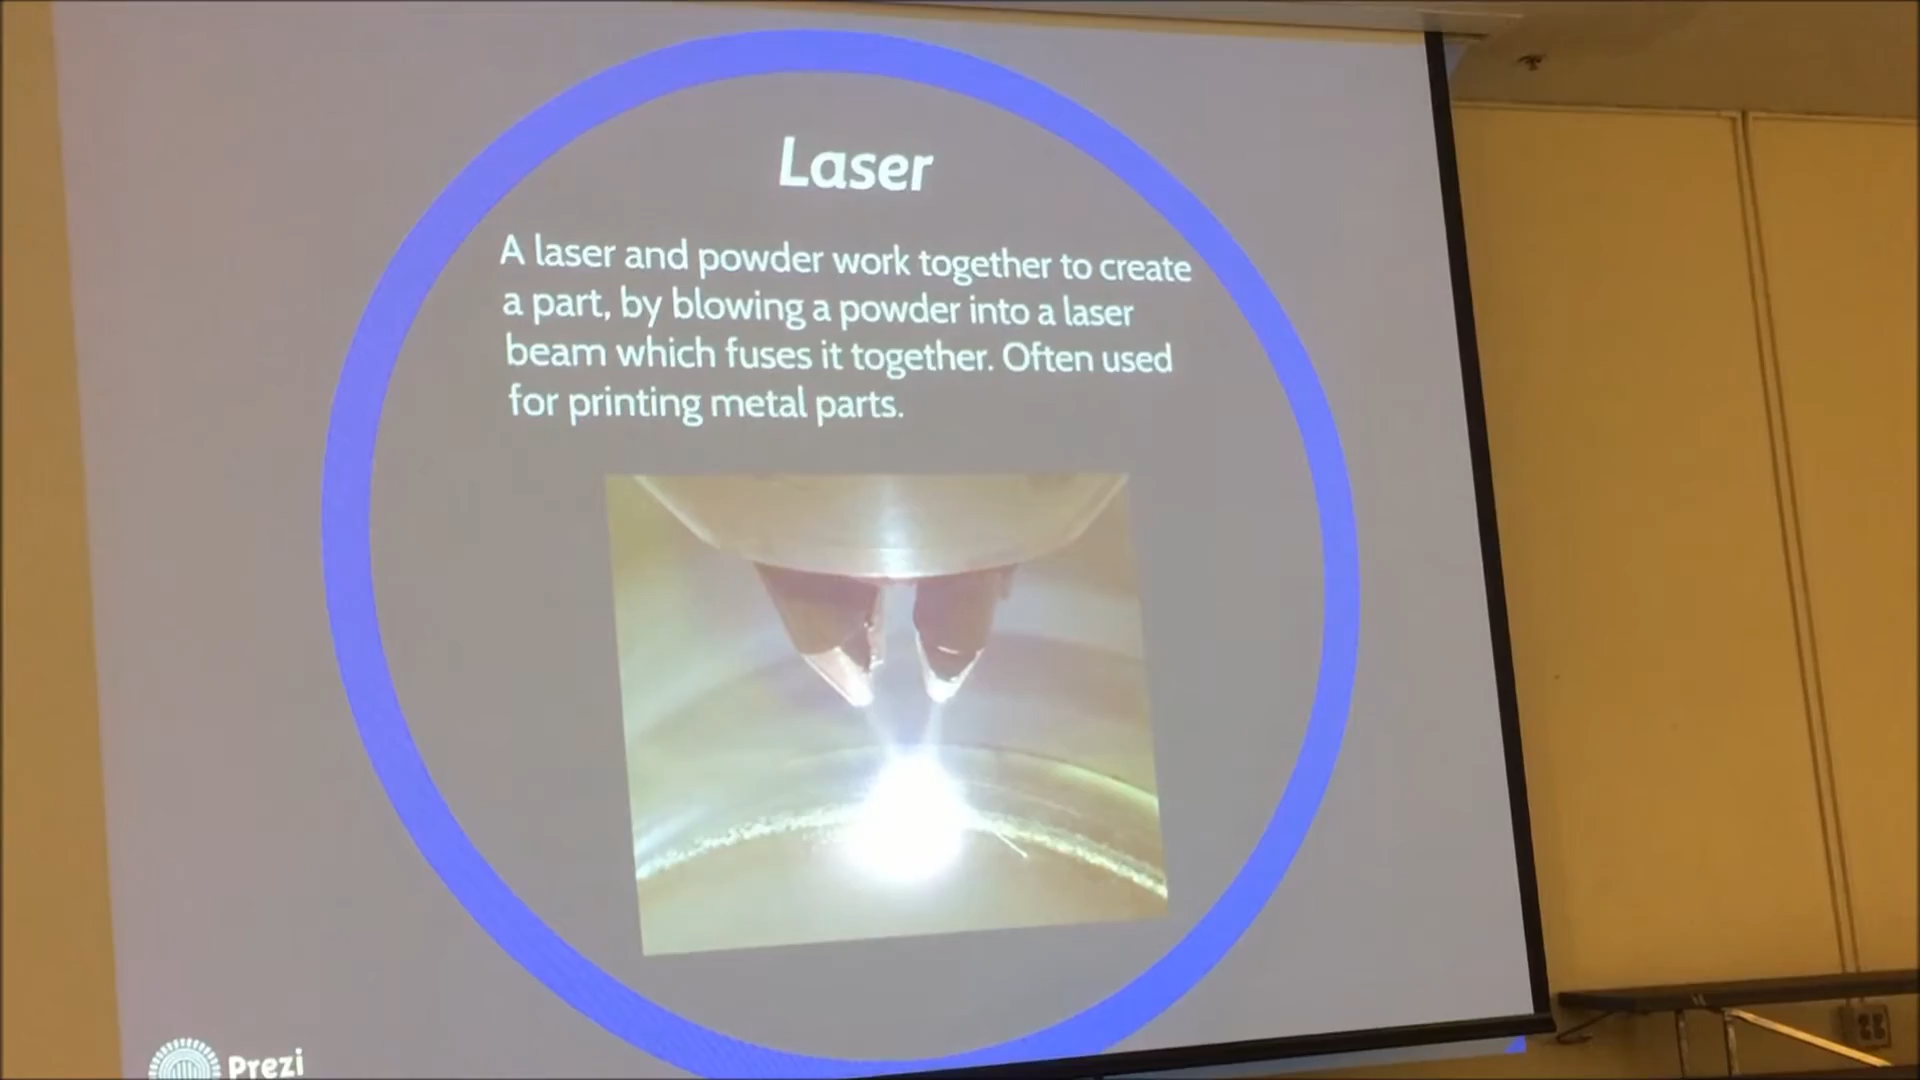 Laser
A laser and powder work together to create
a part, by blowing a powder into a laser
beam which fuses it together. Often used
for printing metal parts.
Prezi